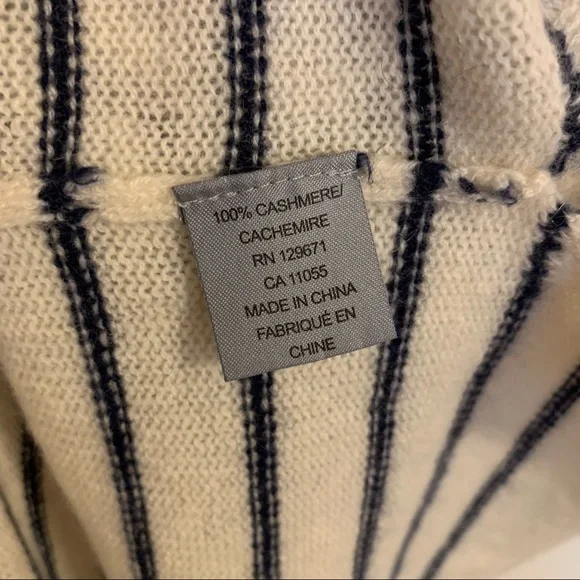 100% CASHMERE/
CACHEMIRE
RN 129671
CA 11055
MADE IN CHINA
FABRIQUÉ EN
CHINE